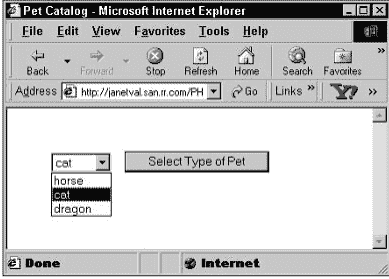 Pet Catalog - Microsoft Internet Explorer
File Edit View Favorites Tools Help
Back Forward Stop Refresh Home Search Favorites »
Address http://janetval.san.rr.com/PH Go Links » Y? »
cat Select Type of Pet
horse
cat
dragon
Done Internet